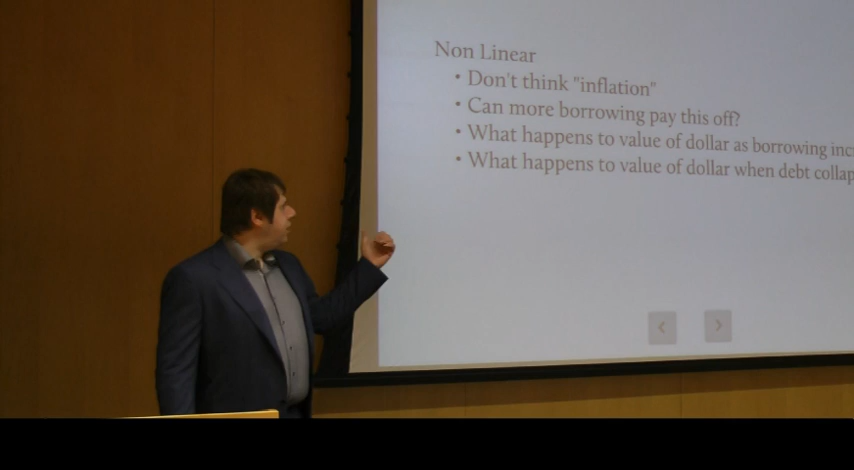 Non Linear
• Don't think "inflation"
• Can more borrowing pay this off?
• What happens to value of dollar as borrowing inc
• What happens to value of dollar when debt collap